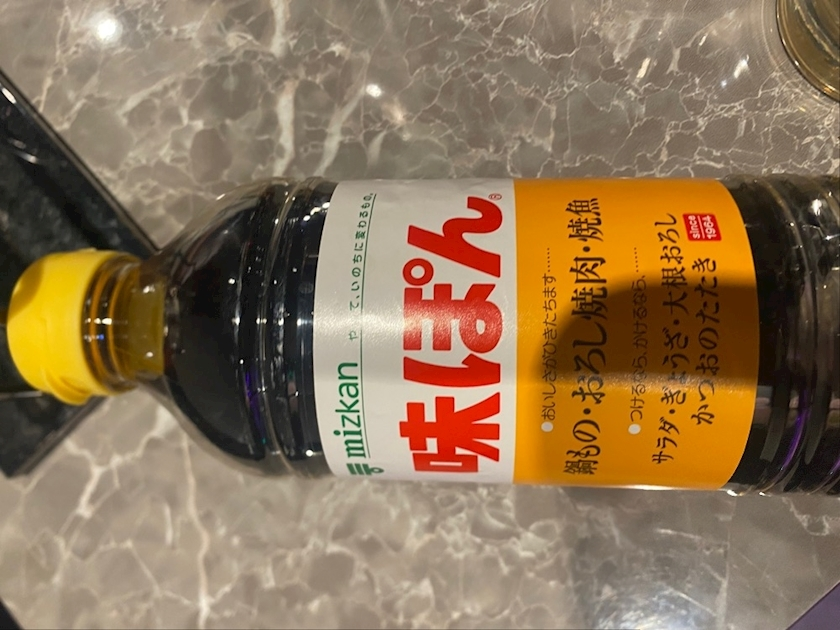 mizkan
やがて、いのちに変わるもの。
味ぽん®
●おいしさがひきたちます……
鍋もの・おろし焼肉・焼魚
●つけるなら、かけるなら、……
サラダ・ぎょうざ・大根おろし
かつおのたたき
since
1964